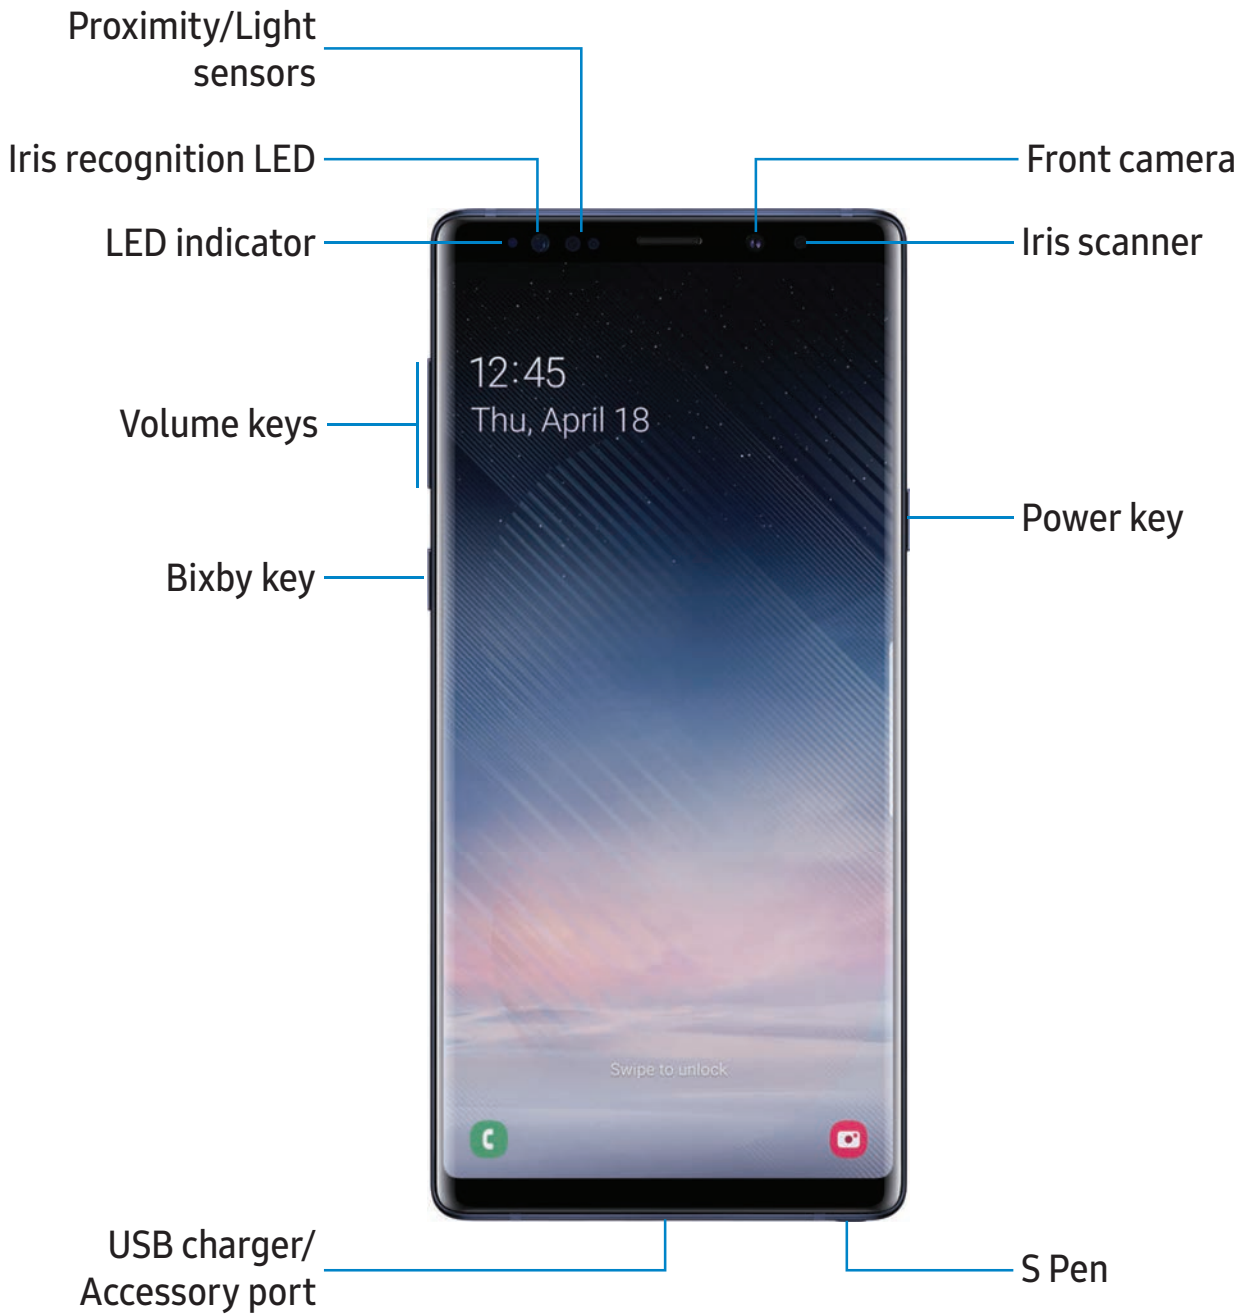 Proximity/Light
sensors
Iris recognition LED
Front camera
LED indicator
Iris scanner
12:45
Thu, April 18
Volume keys
Power key
Bixby key
Swipe to unlock
USB charger/
Accessory port
S Pen